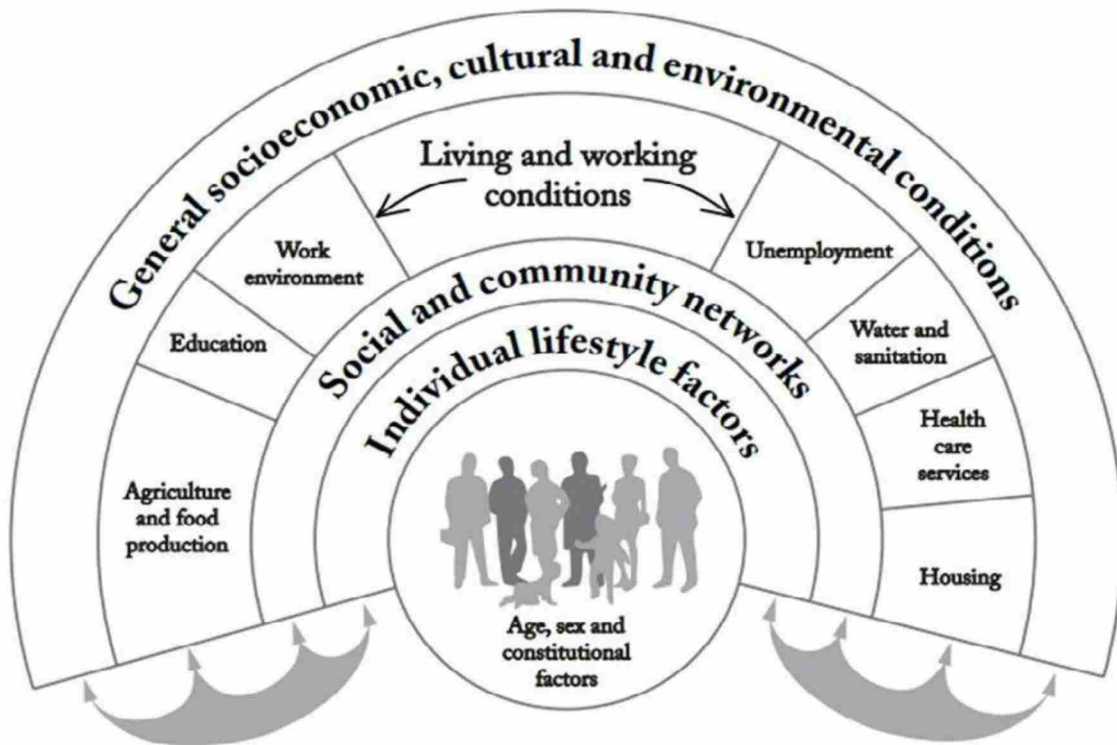 General socioeconomic, cultural and environmental conditions
Living and working
conditions
Work
environment
Unemployment
Education
Water and
sanitation
Agriculture
and food
production
Health
care
services
Housing
Social and community networks
Individual lifestyle factors
Age, sex and
constitutional
factors